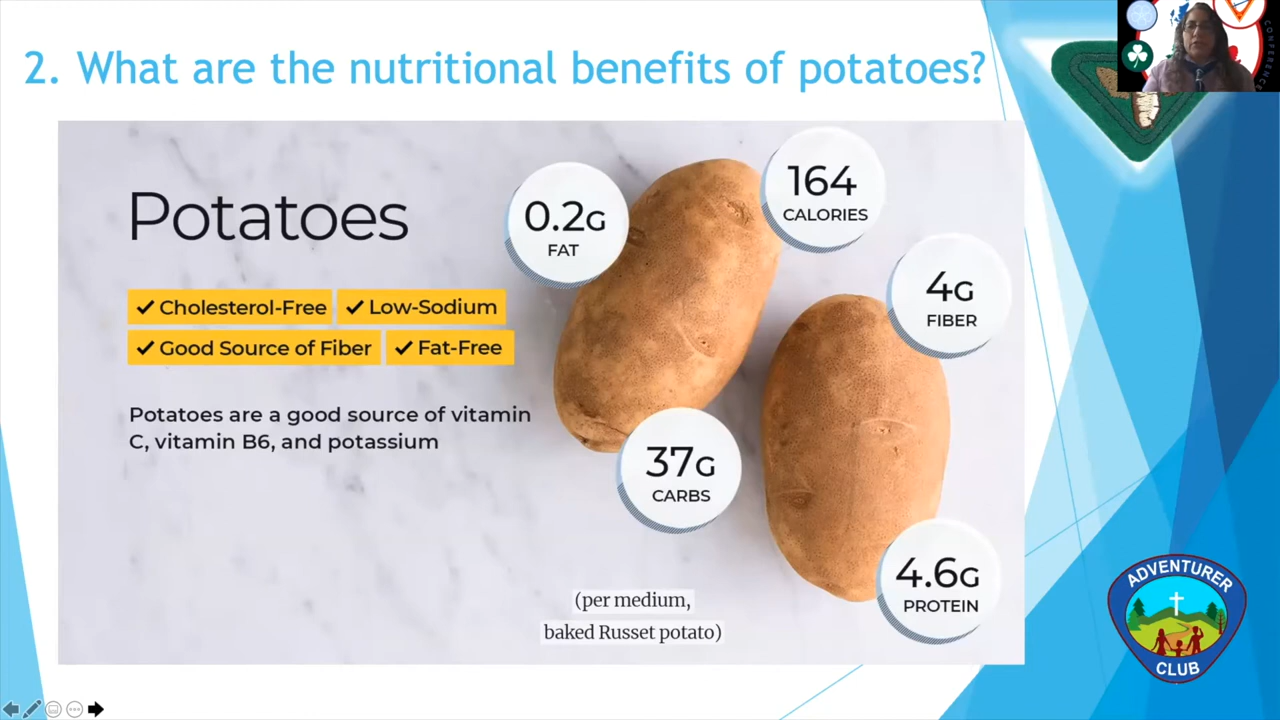 2. What are the nutritional benefits of potatoes?
Potatoes
✓ Cholesterol-Free
✓ Low-Sodium
✓ Good Source of Fiber
✓ Fat-Free
Potatoes are a good source of vitamin
C, vitamin B6, and potassium
0.2G
FAT
164
CALORIES
4G
FIBER
37G
CARBS
4.6G
PROTEIN
(per medium,
baked Russet potato)
ADVENTURER
CLUB
CONFERENCE